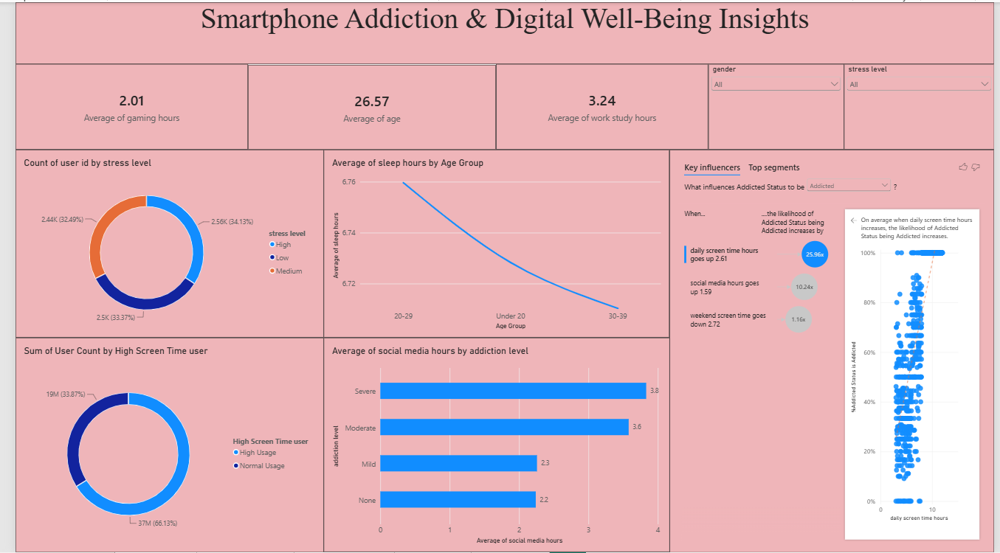 Smartphone Addiction & Digital Well-Being Insights
2.01
Average of gaming hours
26.57
Average of age
3.24
Average of work study hours
gender
All
stress level
All
Count of user id by stress level
2.44K (32.49%)
2.56K (34.13%)
2.5K (33.37%)
stress level
High
Low
Medium
Average of sleep hours by Age Group
Average of sleep hours
6.76
6.74
6.72
20-29
Under 20
30-39
Age Group
Key influencers
Top segments
What influences Addicted Status to be
Addicted
?
When...
....the likelihood of
Addicted Status being
Addicted increases by
daily screen time hours
goes up 2.61
25.96x
social media hours goes
up 1.59
10.24x
weekend screen time goes
down 2.72
1.16x
On average when daily screen time hours
increases, the likelihood of Addicted
Status being Addicted increases.
%Addicted Status is Addicted
100%
80%
60%
40%
20%
0%
0
10
daily screen time hours
Sum of User Count by High Screen Time user
19M (33.87%)
37M (66.13%)
High Screen Time user
High Usage
Normal Usage
Average of social media hours by addiction level
addiction level
Severe
3.8
Moderate
3.6
Mild
2.3
None
2.2
0
1
2
3
4
Average of social media hours